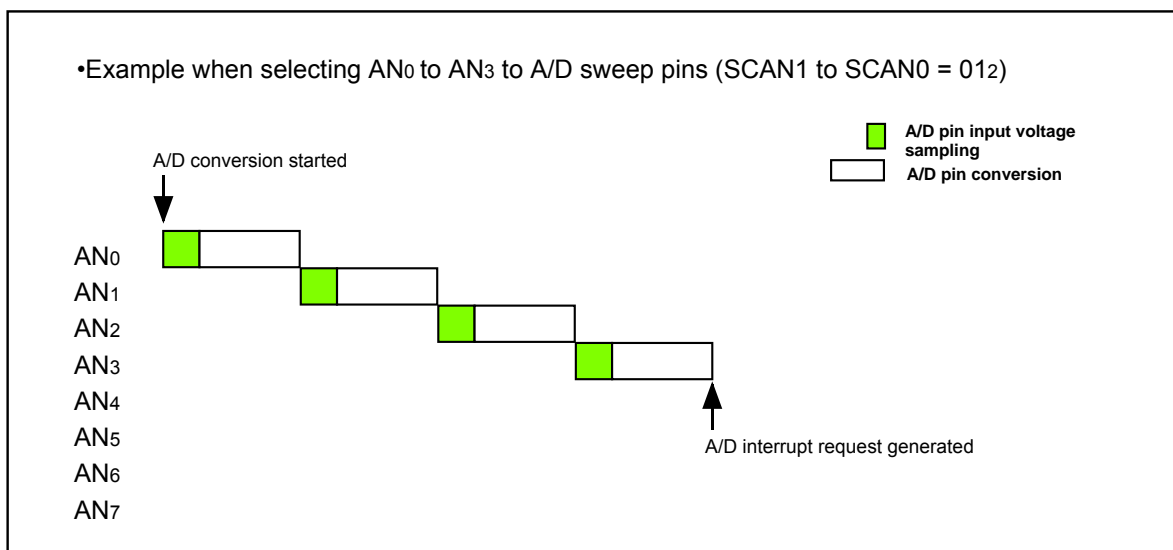 •Example when selecting AN0 to AN3 to A/D sweep pins (SCAN1 to SCAN0 = 012)
A/D pin input voltage
sampling
A/D pin conversion
A/D conversion started
AN0
AN1
AN2
AN3
AN4
AN5
AN6
AN7
A/D interrupt request generated